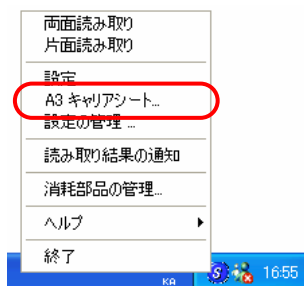 両面読み取り
片面読み取り
設定
A3 キャリアシート...
設定の管理 ...
読み取り結果の通知
消耗部品の管理...
ヘルプ
終了
KA
S
16:55